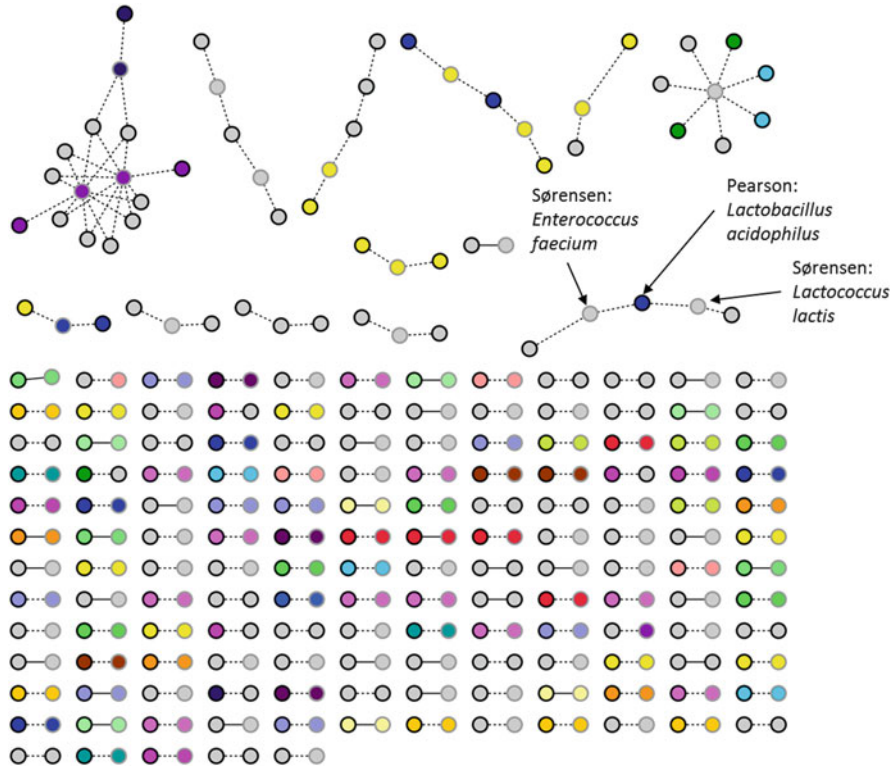 Sørensen:
Enterococcus
faecium
Pearson:
Lactobacillus
acidophilus
Sørensen:
Lactococcus
lactis